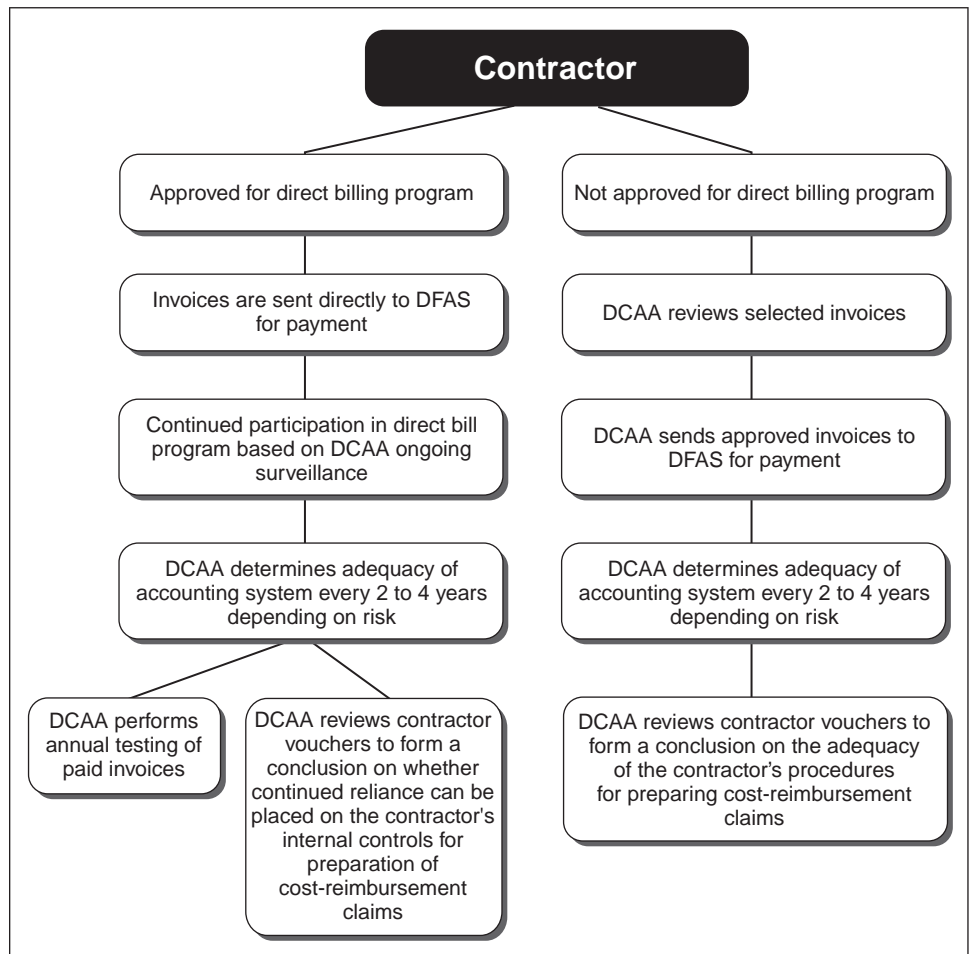 Contractor
Approved for direct billing program
Not approved for direct billing program
Invoices are sent directly to DFAS
for payment
DCAA reviews selected invoices
Continued participation in direct bill
program based on DCAA ongoing
surveillance
DCAA sends approved invoices to
DFAS for payment
DCAA determines adequacy of
accounting system every 2 to 4 years
depending on risk
DCAA determines adequacy of
accounting system every 2 to 4 years
depending on risk
DCAA performs
annual testing of
paid invoices
DCAA reviews contractor
vouchers to form a
conclusion on whether
continued reliance can be
placed on the contractor's
internal controls for
preparation of
cost-reimbursement
claims
DCAA reviews contractor vouchers to
form a conclusion on the adequacy
of the contractor’s procedures
for preparing cost-reimbursement
claims